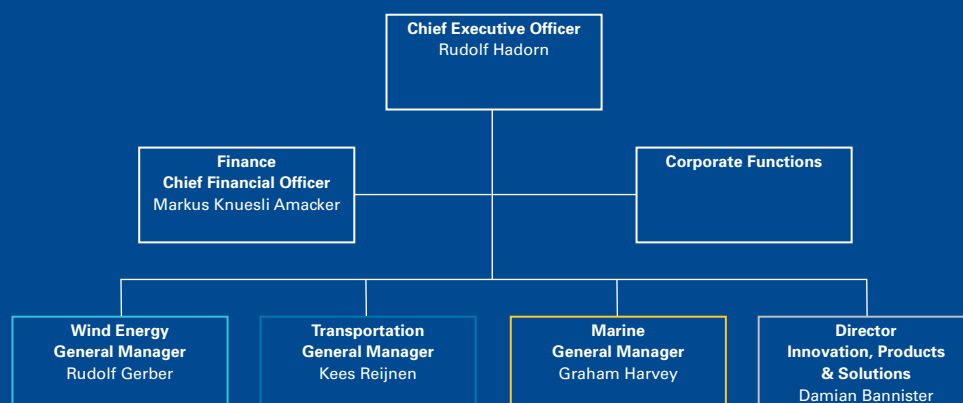 Chief Executive Officer
Rudolf Hadorn
Finance
Chief Financial Officer
Markus Knuesli Amacker
Corporate Functions
Wind Energy
General Manager
Rudolf Gerber
Transportation
General Manager
Kees Reijnen
Marine
General Manager
Graham Harvey
Director
Innovation, Products
& Solutions
Damian Bannister